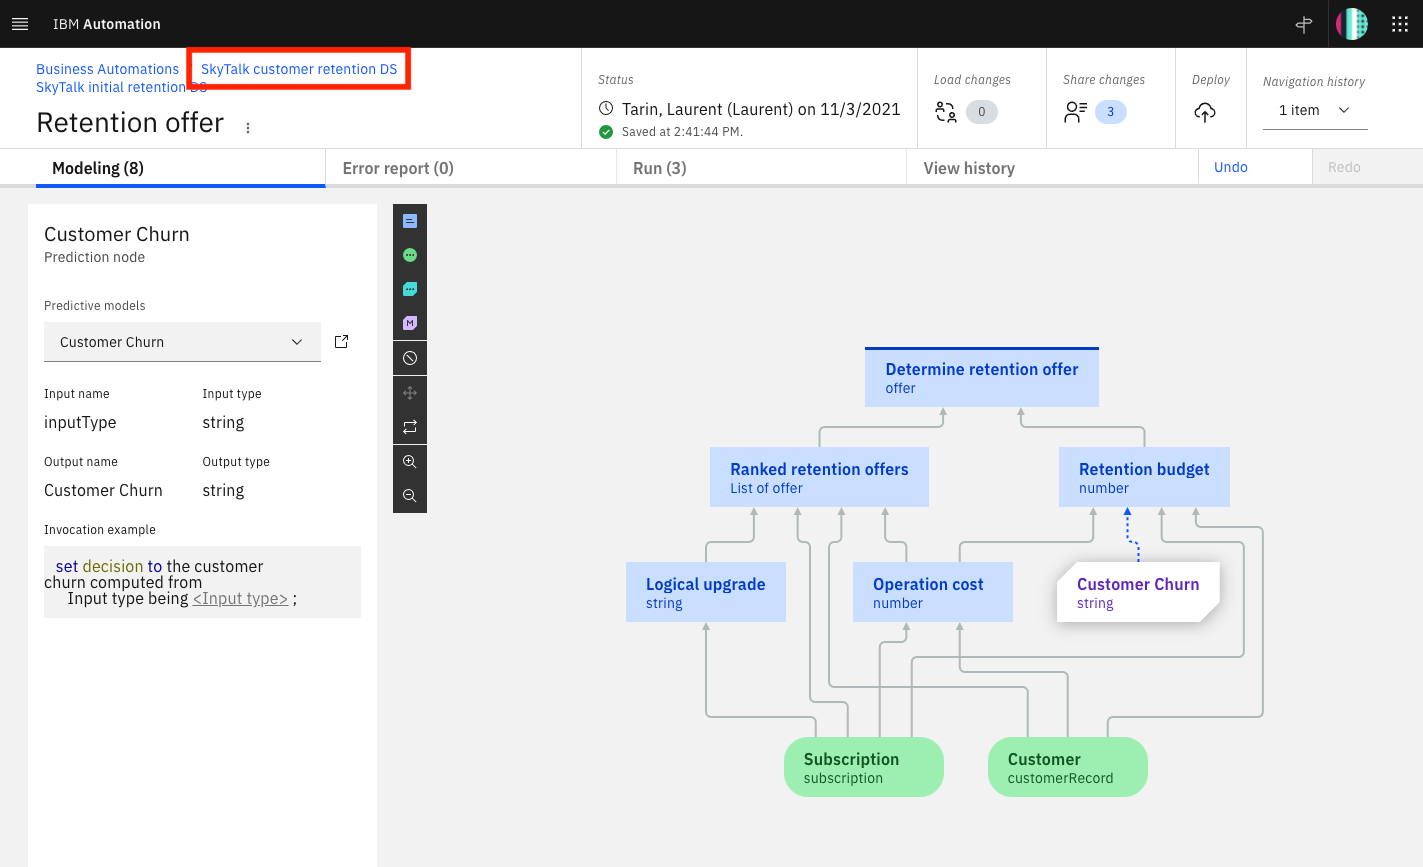 IBM Automation
Business Automations
SkyTalk customer retention DS
SkyTalk initial retention DS
Retention offer
Status
Tarin, Laurent (Laurent) on 11/3/2021
Saved at 2:41:44 PM.
Load changes
0
Share changes
3
Deploy
Navigation history
1 item
Modeling (8)
Error report (0)
Run (3)
View history
Undo
Redo
Customer Churn
Prediction node
Predictive models
Customer Churn
Input name
Input type
inputType
string
Output name
Output type
Customer Churn
string
Invocation example
set decision to the customer
churn computed from
Input type being <Input type> ;
M
Determine retention offer
offer
Ranked retention offers
List of offer
Retention budget
number
Logical upgrade
string
Operation cost
number
Customer Churn
string
Subscription
subscription
Customer
customerRecord